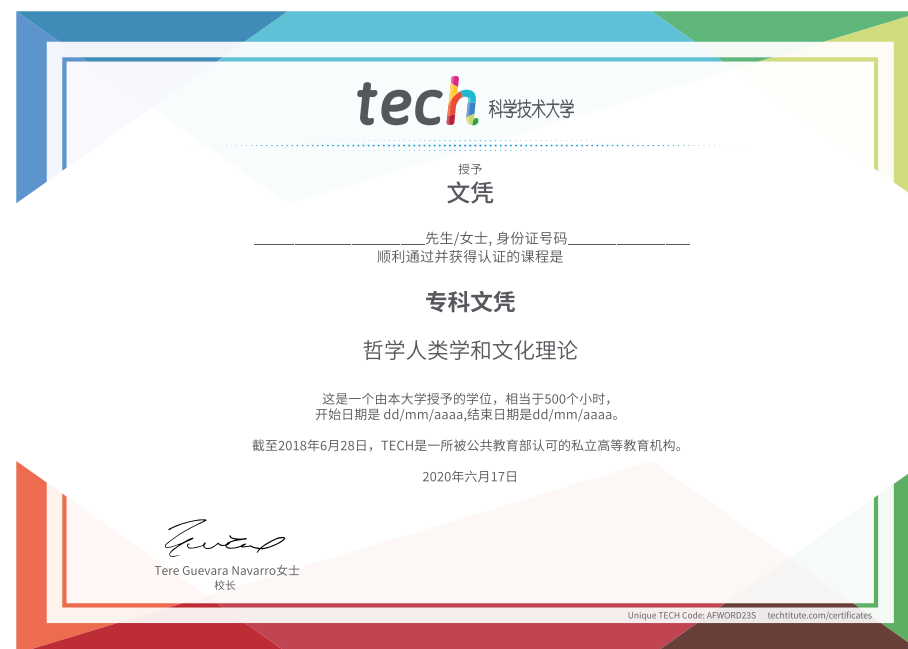 tech 科学技术大学
授予
文凭
_______________________先生/女士, 身份证号码________________
顺利通过并获得认证的课程是
专科文凭
哲学人类学和文化理论
这是一个由本大学授予的学位，相当于500个小时，
开始日期是 dd/mm/aaaa,结束日期是dd/mm/aaaa。
截至2018年6月28日，TECH是一所被公共教育部认可的私立高等教育机构。
2020年六月17日
Tere Guevara Navarro女士
校长
Unique TECH Code: AFWORD23S techtitute.com/certificates